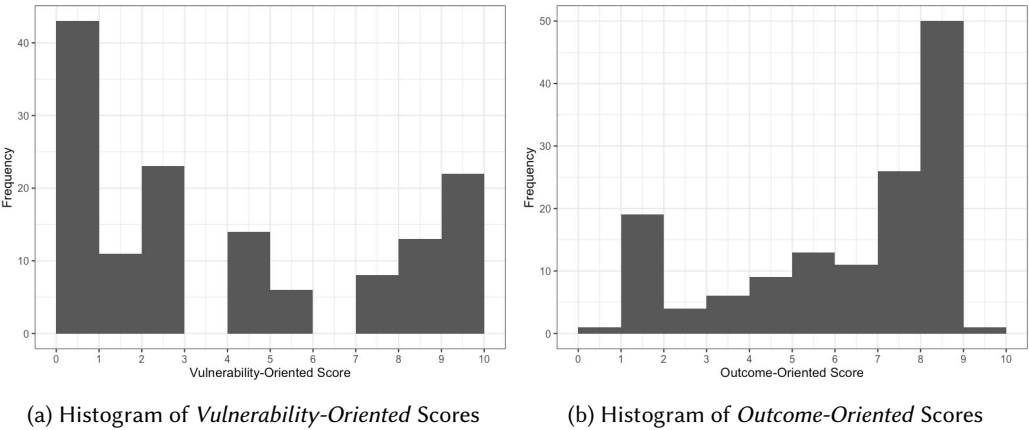 40
30
20
10
0
Frequency
0 1 2 3 4 5 6 7 8 9 10
Vulnerability-Oriented Score
(a) Histogram of Vulnerability-Oriented Scores
50
40
30
20
10
0
Frequency
0 1 2 3 4 5 6 7 8 9 10
Outcome-Oriented Score
(b) Histogram of Outcome-Oriented Scores